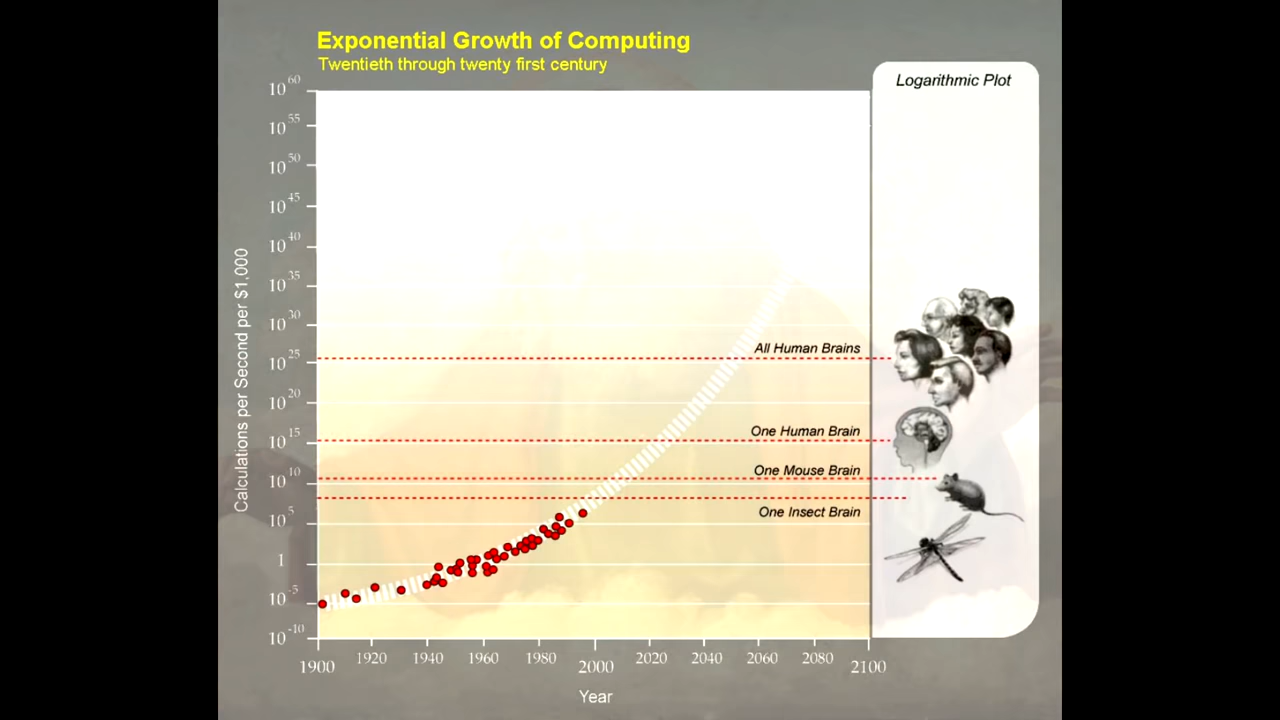 Exponential Growth of Computing
Twentieth through twenty first century
Logarithmic Plot
10^60
10^55
10^50
10^45
10^40
10^35
10^30
10^25
10^20
10^15
10^10
10^5
1
10^-5
10^-10
Calculations per Second per $1,000
All Human Brains
One Human Brain
One Mouse Brain
One Insect Brain
1900 1920 1940 1960 1980 2000 2020 2040 2060 2080 2100
Year